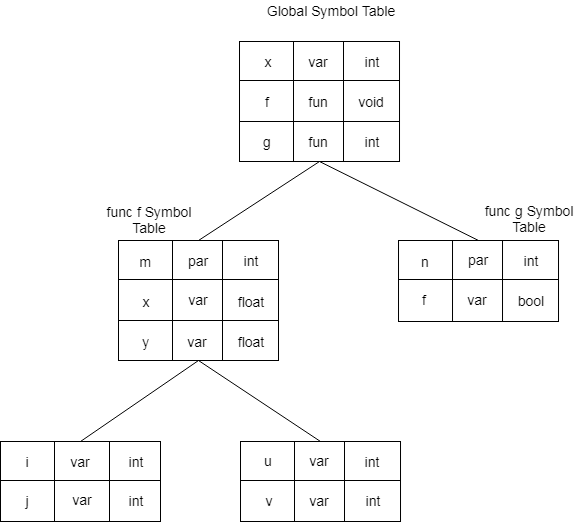 Global Symbol Table
x var int
f fun void
g fun int
func f Symbol
Table
m par int
x var float
y var float
func g Symbol
Table
n par int
f var bool
i var int
j var int
u var int
v var int